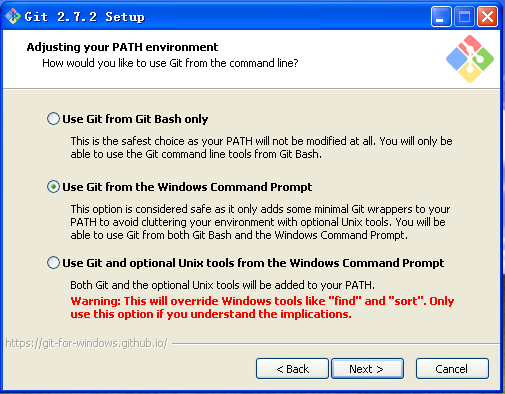 Git 2.7.2 Setup
Adjusting your PATH environment
How would you like to use Git from the command line?
Use Git from Git Bash only
This is the safest choice as your PATH will not be modified at all. You will only be
able to use the Git command line tools from Git Bash.
Use Git from the Windows Command Prompt
This option is considered safe as it only adds some minimal Git wrappers to your
PATH to avoid cluttering your environment with optional Unix tools. You will be
able to use Git from both Git Bash and the Windows Command Prompt.
Use Git and optional Unix tools from the Windows Command Prompt
Both Git and the optional Unix tools will be added to your PATH.
Warning: This will override Windows tools like "find" and "sort". Only
use this option if you understand the implications.
https://git-for-windows.github.io/
< Back Next > Cancel